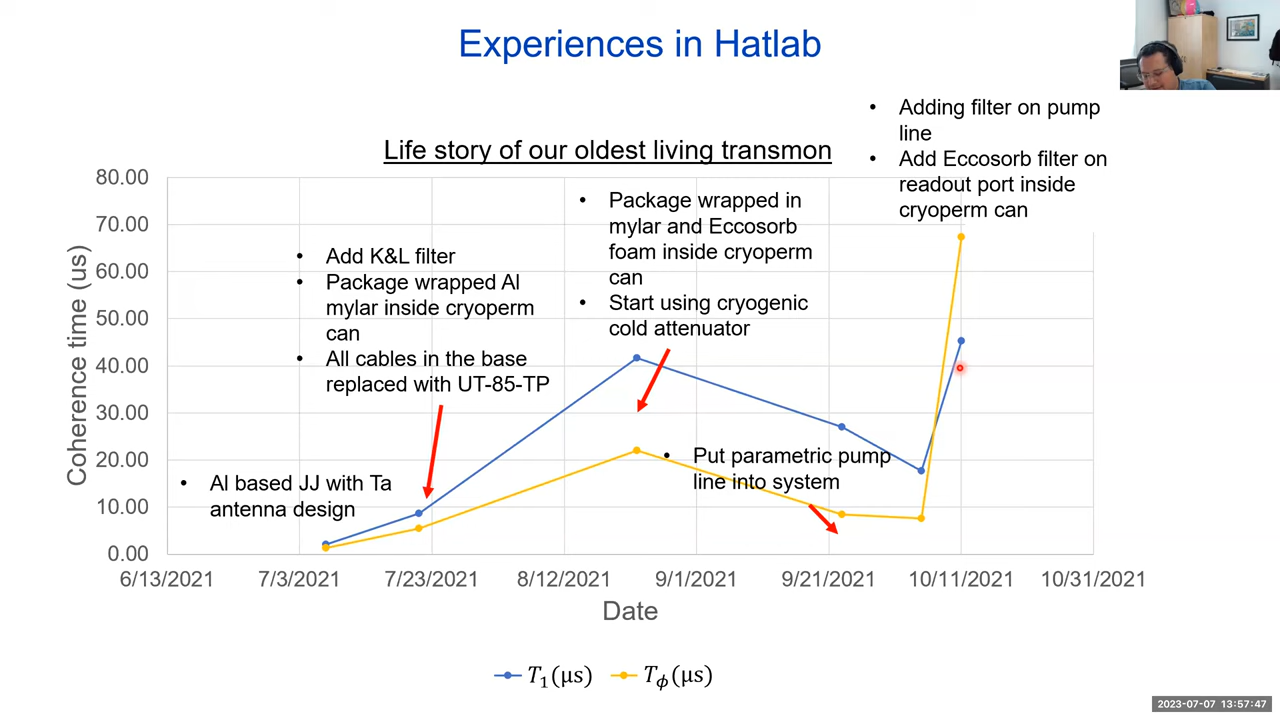 Experiences in Hatlab
Life story of our oldest living transmon
• Adding filter on pump
line
• Add Eccosorb filter on
readout port inside
cryoperm can
• Package wrapped in
mylar and Eccosorb
foam inside cryoperm
can
• Start using cryogenic
cold attenuator
• Add K&L filter
• Package wrapped Al
mylar inside cryoperm
can
• All cables in the base
replaced with UT-85-TP
• Put parametric pump
line into system
• Al based JJ with Ta
antenna design
Coherence time (us)
80.00
70.00
60.00
50.00
40.00
30.00
20.00
10.00
0.00
6/13/2021 7/3/2021 7/23/2021 8/12/2021 9/1/2021 9/21/2021 10/11/2021 10/31/2021
Date
T₁(μs) Tϕ(μs)
2023-07-07 13:57:47